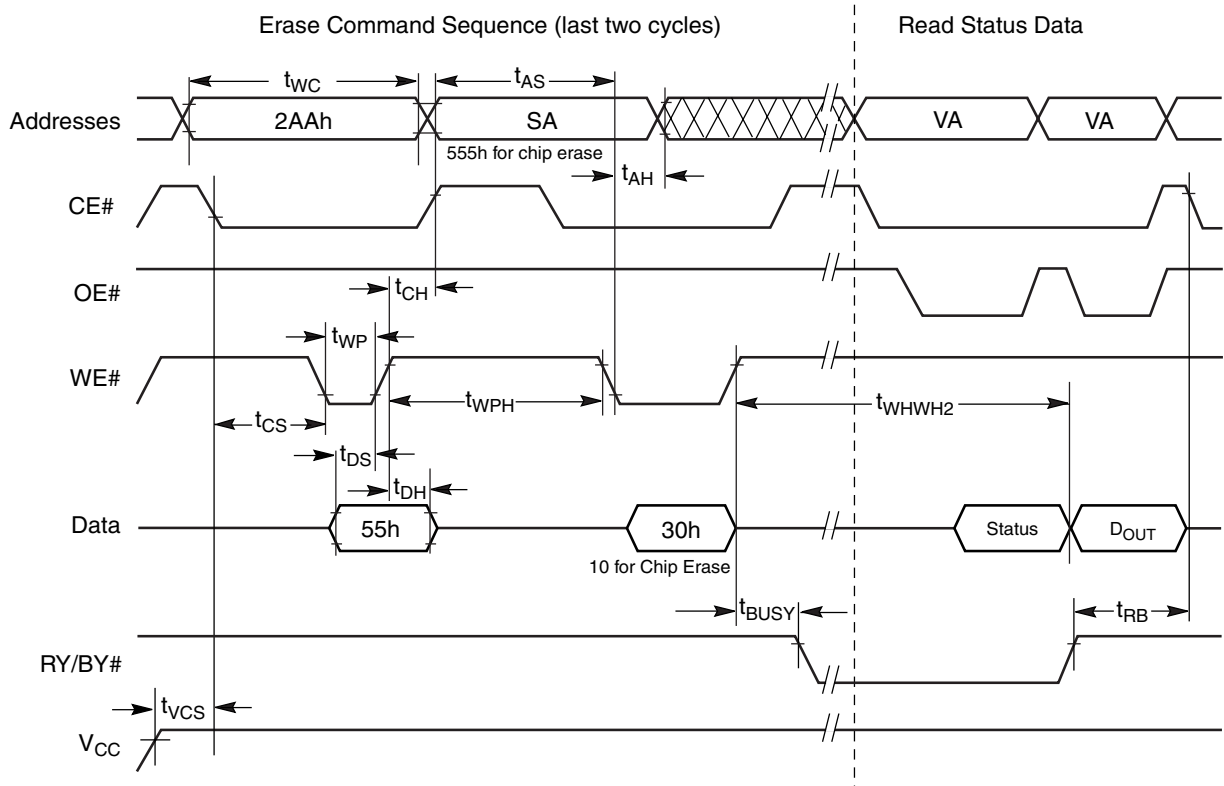 Erase Command Sequence (last two cycles)
Read Status Data
tWC
tAS
Addresses
2AAh
SA
VA
VA
555h for chip erase
tAH
CE#
OE#
tCH
tWP
WE#
tWPH
tWHWH2
tCS
tDS
tDH
Data
55h
30h
Status
DOUT
10 for Chip Erase
tBUSY
tRB
RY/BY#
tVCS
VCC